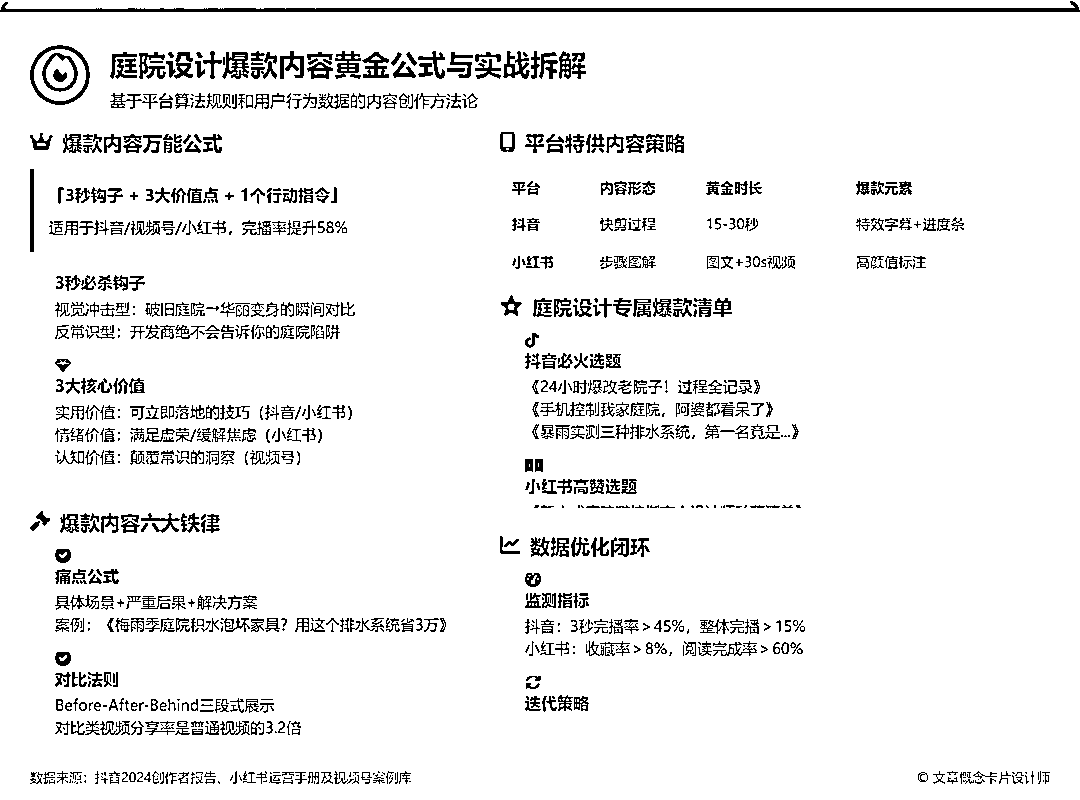 庭院设计爆款内容黄金公式与实战拆解
基于平台算法规则和用户行为数据的内容创作方法论
爆款内容万能公式
「3秒钩子 + 3大价值点 + 1个行动指令」
适用于抖音/视频号/小红书，完播率提升58%
3秒必杀钩子
视觉冲击型：破旧庭院→华丽变身的瞬间对比
反常识型：开发商绝不会告诉你的庭院陷阱
3大核心价值
实用价值：可立即落地的技巧（抖音/小红书）
情绪价值：满足虚荣/缓解焦虑（小红书）
认知价值：颠覆常识的洞察（视频号）
爆款内容六大铁律
痛点公式
具体场景+严重后果+解决方案
案例：《梅雨季庭院积水泡坏家具？用这个排水系统省3万》
对比法则
Before-After-Behind三段式展示
对比类视频分享率是普通视频的3.2倍
平台特供内容策略
平台 内容形态 黄金时长 爆款元素
抖音 快剪过程 15-30秒 特效字幕+进度条
小红书 步骤图解 图文+30s视频 高颜值标注
庭院设计专属爆款清单
抖音必火选题
《24小时爆改老院子！过程全记录》
《手机控制我家庭院，阿婆都看呆了》
《暴雨实测三种排水系统，第一名竟是...》
小红书高赞选题
数据优化闭环
监测指标
抖音：3秒完播率＞45%，整体完播＞15%
小红书：收藏率＞8%，阅读完成率＞60%
迭代策略
数据来源：抖音2024创作者报告、小红书运营手册及视频号案例库
© 文章概念卡片设计师